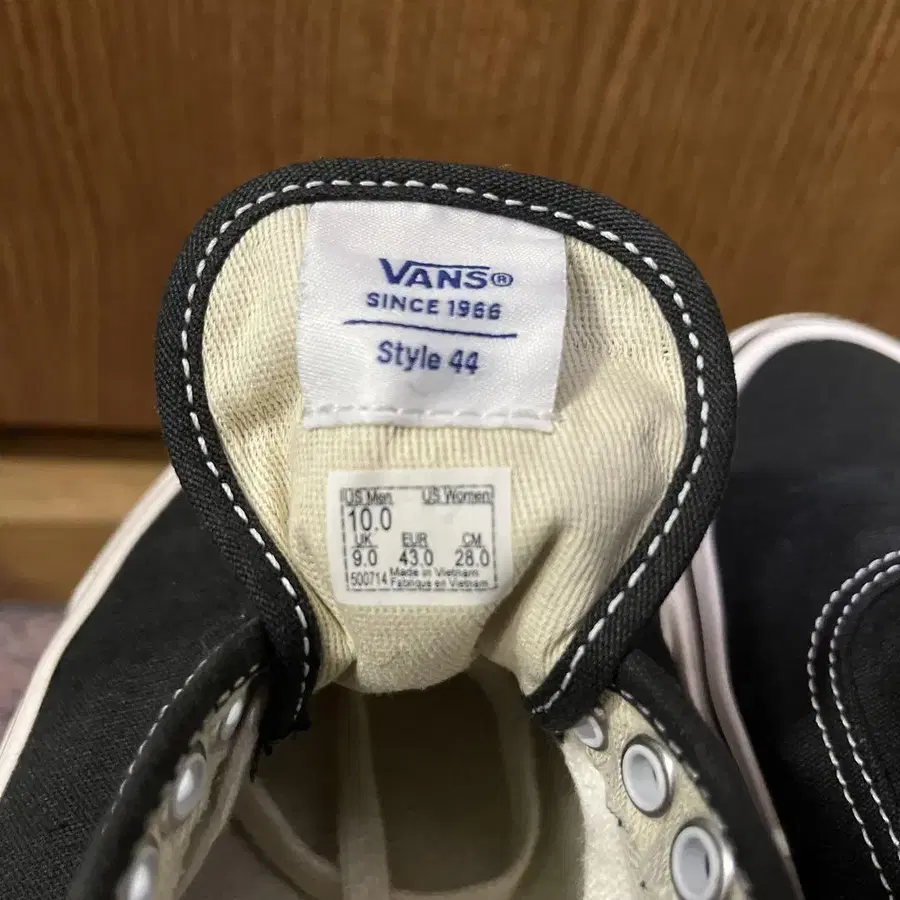 VANS®
SINCE 1966
Style 44
US Men US Women
10.0
UK EUR CM
9.0 43.0 28.0
500714 Made in Vietnam
Fabrique en Vietnam